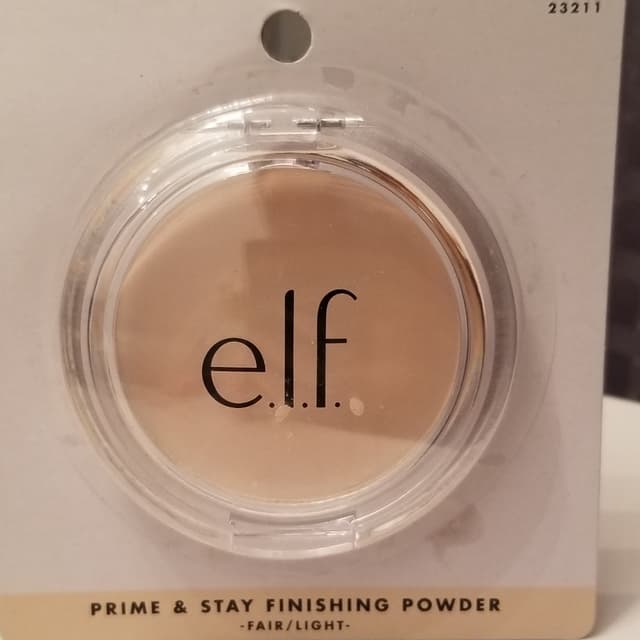 23211
e.l.f.
PRIME & STAY FINISHING POWDER
-FAIR/LIGHT-